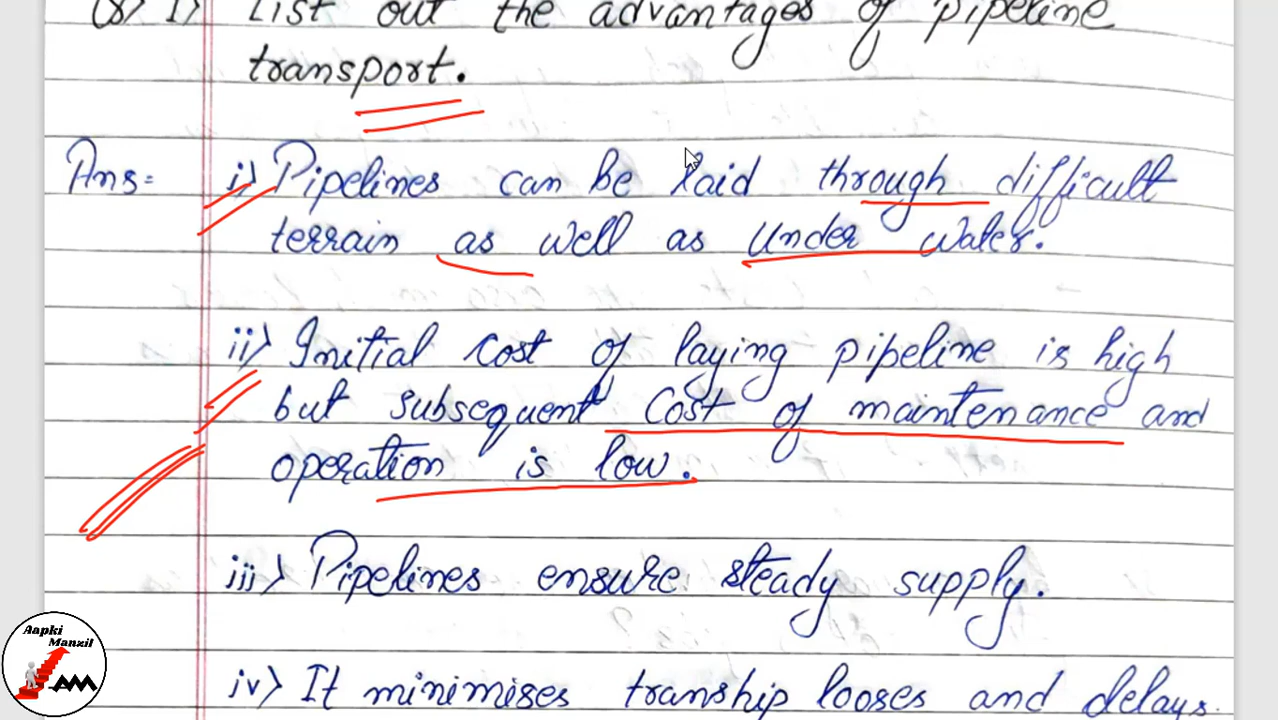 (8) 1) List out the advantages of pipeline
transport.
Ans= i) Pipelines can be laid through difficult
terrain as well as under water.
ii) Initial cost of laying pipeline is high
but subsequent cost of maintenance and
operation is low.
iii) Pipelines ensure steady supply.
iv) It minimises tranship looses and delays.
Aapki
Manzil
AM